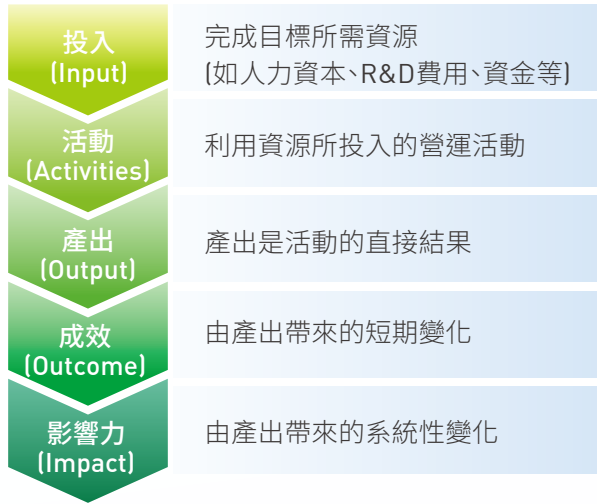 投入
(Input)
完成目標所需資源
(如人力資本、R&D費用、資金等)
活動
(Activities)
利用資源所投入的營運活動
產出
(Output)
產出是活動的直接結果
成效
(Outcome)
由產出帶來的短期變化
影響力
(Impact)
由產出帶來的系統性變化